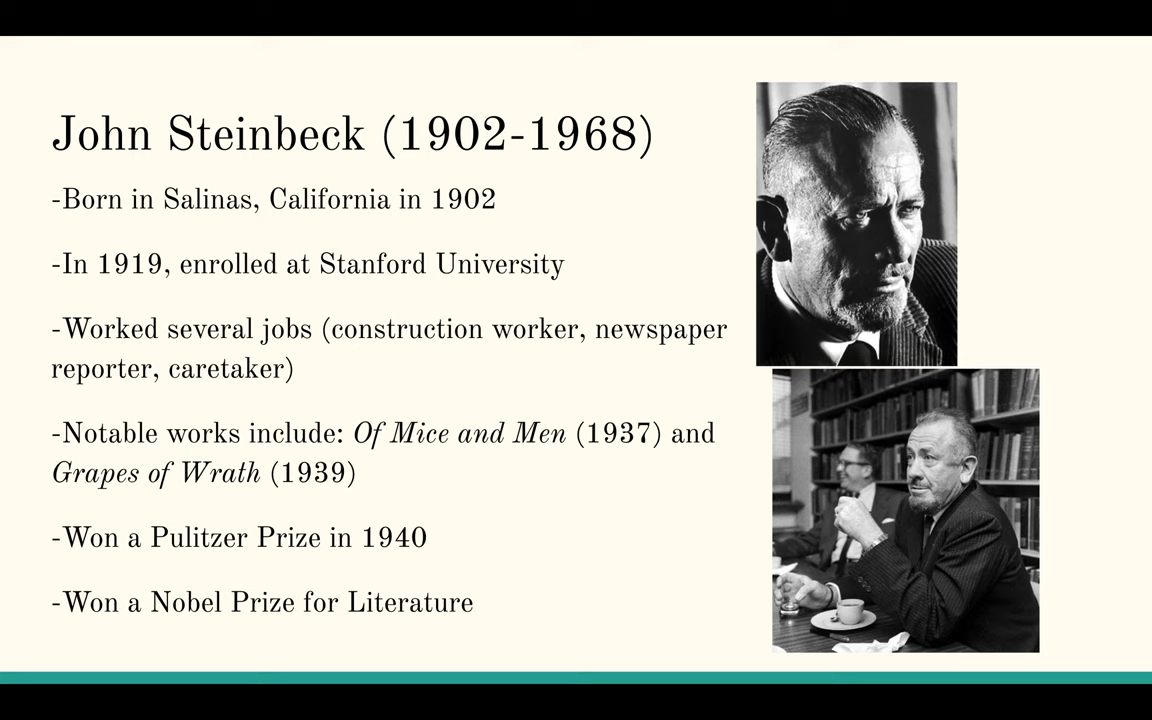 John Steinbeck (1902-1968)
-Born in Salinas, California in 1902
-In 1919, enrolled at Stanford University
-Worked several jobs (construction worker, newspaper
reporter, caretaker)
-Notable works include: Of Mice and Men (1937) and
Grapes of Wrath (1939)
-Won a Pulitzer Prize in 1940
-Won a Nobel Prize for Literature